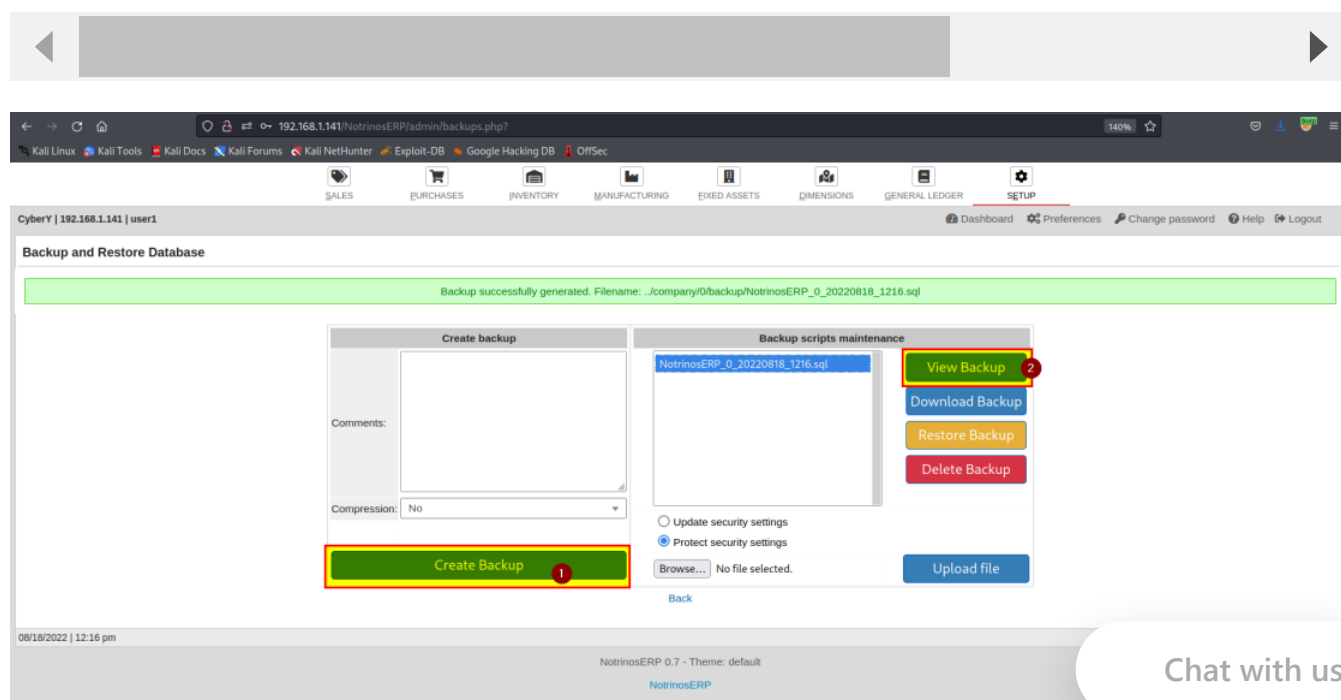 192.168.1.141/NotrinosERP/admin/backups.php?
140%
burp
Kali Linux Kali Tools Kali Docs Kali Forums Kali NetHunter Exploit-DB Google Hacking DB OffSec
SALES PURCHASES INVENTORY MANUFACTURING FIXED ASSETS DIMENSIONS GENERAL LEDGER SETUP
CyberY | 192.168.1.141 | user1 Dashboard Preferences Change password Help Logout
Backup and Restore Database
Backup successfully generated. Filename: ../company/0/backup/NotrinosERP_0_20220818_1216.sql
Create backup
Comments:
Compression: No
Create Backup 1
Backup scripts maintenance
NotrinosERP_0_20220818_1216.sql
View Backup 2
Download Backup
Restore Backup
Delete Backup
Update security settings
Protect security settings
Browse... No file selected. Upload file
Back
08/18/2022 | 12:16 pm
NotrinosERP 0.7 - Theme: default
NotrinosERP
Chat with us